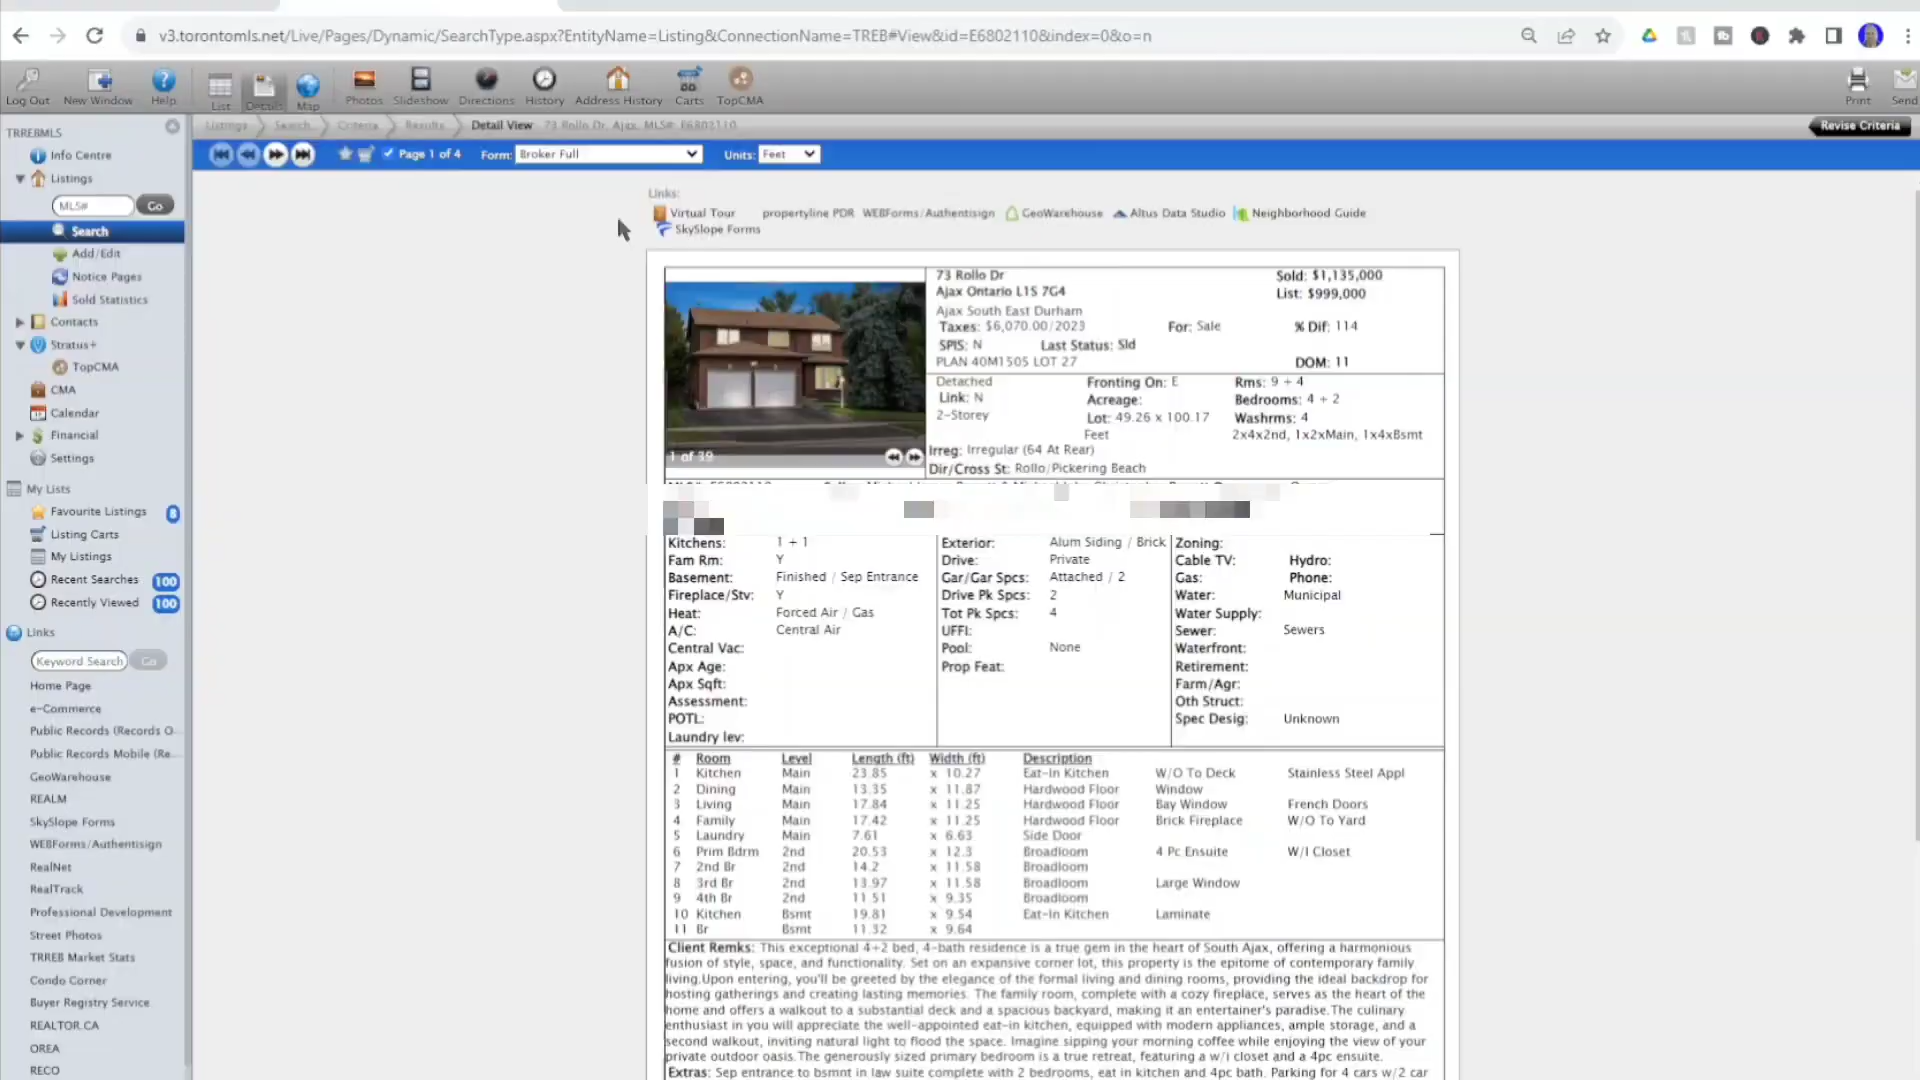 v3.torontomls.net/Live/Pages/Dynamic/SearchType.aspx?EntityName=Listing&ConnectionName=TREB#View&id=E6802110&index=0&o=n
Log Out New Window Help List Details Map Photos Slideshow Directions History Address History Carts TopCMA Print Send
TRREBMLS
Listings Search Criteria Results Detail View 73 Rollo Dr, Ajax, MLS#: E6802110 Revise Criteria
Page 1 of 4 Form: Broker Full Units: Feet
Info Centre
Listings
MLS# Go
Search
Add/Edit
Notice Pages
Sold Statistics
Contacts
Stratus+
TopCMA
CMA
Calendar
Financial
Settings
My Lists
Favourite Listings 8
Listing Carts
My Listings
Recent Searches 100
Recently Viewed 100
Links
Keyword Search Go
Home Page
e-Commerce
Public Records (Records O...
Public Records Mobile (Re...
GeoWarehouse
REALM
SkySlope Forms
WEBForms/Authentisign
RealNet
RealTrack
Professional Development
Street Photos
TRREB Market Stats
Condo Corner
Buyer Registry Service
REALTOR.CA
OREA
RECO
Links:
Virtual Tour propertyline PDR WEBForms/Authentisign GeoWarehouse Altus Data Studio Neighborhood Guide
SkySlope Forms
1 of 39
73 Rollo Dr Sold: $1,135,000
Ajax Ontario L1S 7G4 List: $999,000
Ajax South East Durham
Taxes: $6,070.00/2023 For: Sale % Dif: 114
SPIS: N Last Status: Sld
PLAN 40M1505 LOT 27 DOM: 11
Detached Fronting On: E Rms: 9 + 4
Link: N Acreage: Bedrooms: 4 + 2
2-Storey Lot: 49.26 x 100.17 Washrms: 4
Feet 2x4x2nd, 1x2xMain, 1x4xBsmt
Irreg: Irregular (64 At Rear)
Dir/Cross St: Rollo/Pickering Beach
Kitchens: 1 + 1 Exterior: Alum Siding / Brick Zoning:
Fam Rm: Y Drive: Private Cable TV: Hydro:
Basement: Finished / Sep Entrance Gar/Gar Spcs: Attached / 2 Gas: Phone:
Fireplace/Stv: Y Drive Pk Spcs: 2 Water: Municipal
Heat: Forced Air / Gas Tot Pk Spcs: 4 Water Supply:
A/C: Central Air UFFI: Sewer: Sewers
Central Vac: Pool: None Waterfront:
Apx Age: Prop Feat: Retirement:
Apx Sqft: Farm/Agr:
Assessment: Oth Struct:
POTL: Spec Desig: Unknown
Laundry lev:
# Room Level Length (ft) Width (ft) Description
1 Kitchen Main 23.85 x 10.27 Eat-In Kitchen W/O To Deck Stainless Steel Appl
2 Dining Main 13.35 x 11.87 Hardwood Floor Window
3 Living Main 17.84 x 11.25 Hardwood Floor Bay Window French Doors
4 Family Main 17.42 x 11.25 Hardwood Floor Brick Fireplace W/O To Yard
5 Laundry Main 7.61 x 6.63 Side Door
6 Prim Bdrm 2nd 20.53 x 12.3 Broadloom 4 Pc Ensuite W/I Closet
7 2nd Br 2nd 14.2 x 11.58 Broadloom
8 3rd Br 2nd 13.97 x 11.58 Broadloom Large Window
9 4th Br 2nd 11.51 x 9.35 Broadloom
10 Kitchen Bsmt 19.81 x 9.54 Eat-In Kitchen Laminate
11 Br Bsmt 11.32 x 9.64
Client Remks: This exceptional 4+2 bed, 4-bath residence is a true gem in the heart of South Ajax, offering a harmonious
fusion of style, space, and functionality. Set on an expansive corner lot, this property is the epitome of contemporary family
living.Upon entering, you'll be greeted by the elegance of the formal living and dining rooms, providing the ideal backdrop for
hosting gatherings and creating lasting memories. The family room, complete with a cozy fireplace, serves as the heart of the
home and offers a walkout to a substantial deck and a spacious backyard, making it an entertainer's paradise.The culinary
enthusiast in you will appreciate the well-appointed eat-in kitchen, equipped with modern appliances, ample storage, and a
second walkout, inviting natural light to flood the space. Imagine sipping your morning coffee while enjoying the view of your
private outdoor oasis.The generously sized primary bedroom is a true retreat, featuring a w/i closet and a 4pc ensuite.
Extras: Sep entrance to bsmnt in law suite complete with 2 bedrooms, eat in kitchen and 4pc bath. Parking for 4 cars w/2 car